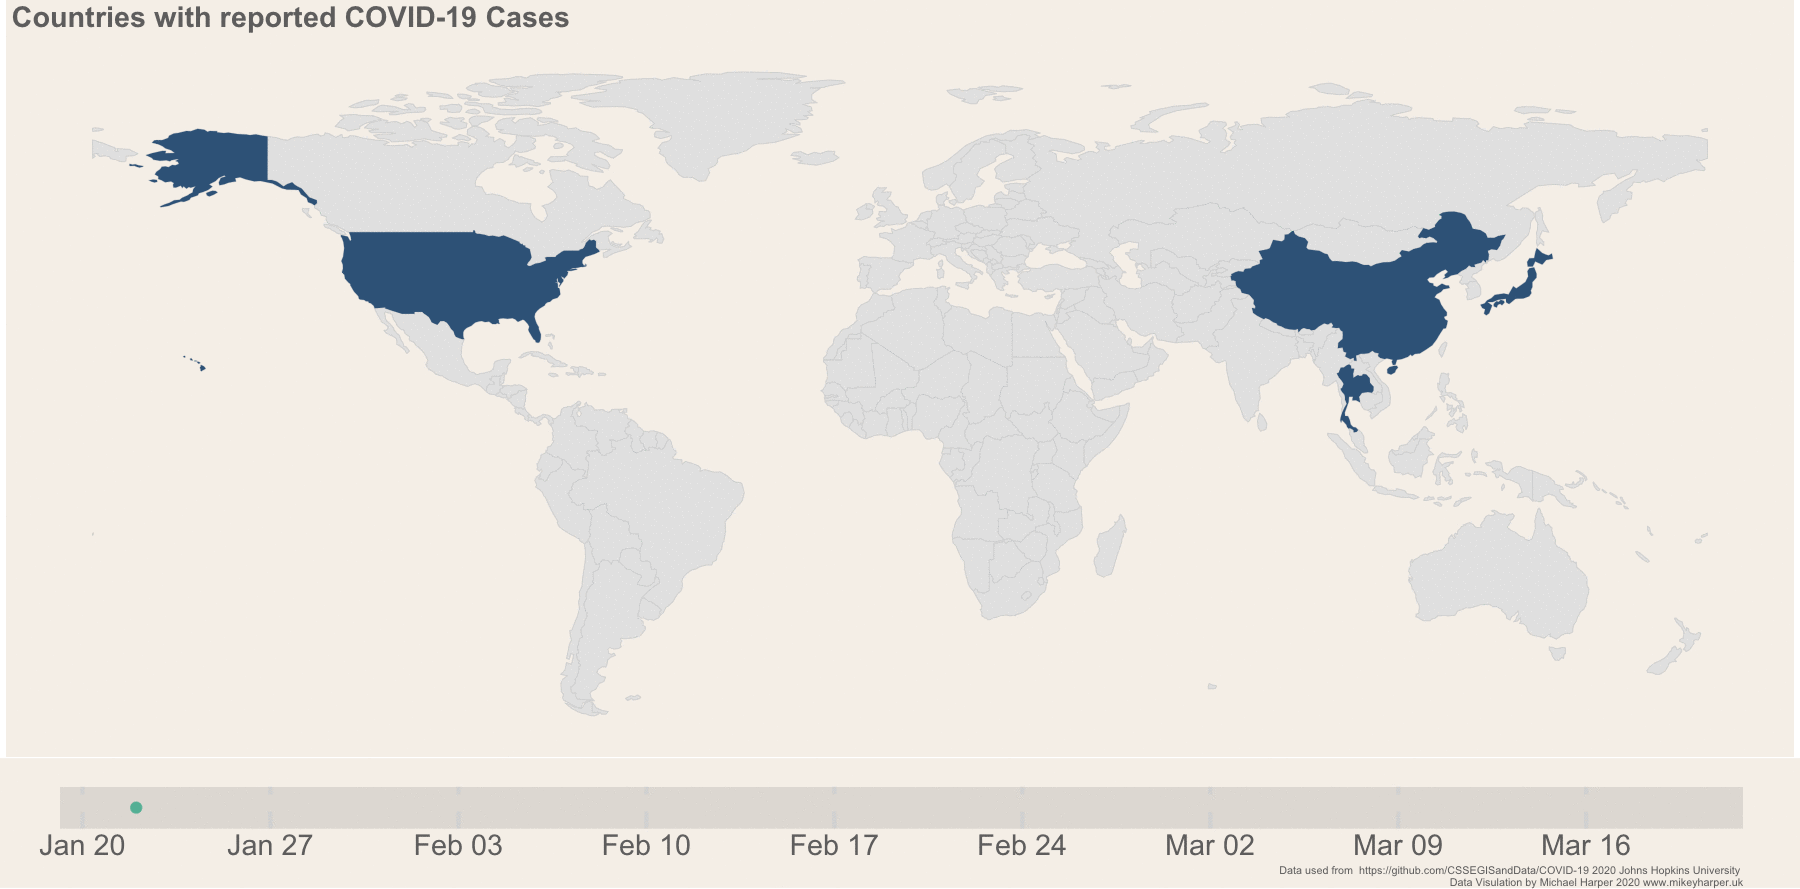 Countries with reported COVID-19 Cases
Jan 20 Jan 27 Feb 03 Feb 10 Feb 17 Feb 24 Mar 02 Mar 09 Mar 16
Data used from https://github.com/CSSEGISandData/COVID-19 2020 Johns Hopkins University
Data Visulation by Michael Harper 2020 www.mikeyharper.uk